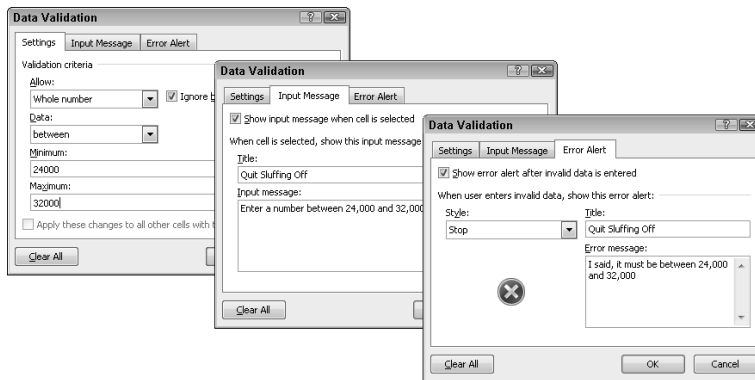 Data Validation
Settings Input Message Error Alert
Validation criteria
Allow:
Whole number Ignore
Data:
between
Minimum:
24000
Maximum:
32000
Apply these changes to all other cells with
Clear All
Data Validation
Settings Input Message Error Alert
Show input message when cell is selected
When cell is selected, show this input message
Title:
Quit Sluffing Off
Input message:
Enter a number between 24,000 and 32,000
Clear All
Data Validation
Settings Input Message Error Alert
Show error alert after invalid data is entered
When user enters invalid data, show this error alert:
Style: Title:
Stop Quit Sluffing Off
Error message:
I said, it must be between 24,000
and 32,000
Clear All OK Cancel